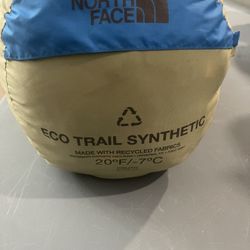 NORTH
FACE
ECO TRAIL SYNTHETIC
MADE WITH RECYCLED FABRICS
20°F/-7°C